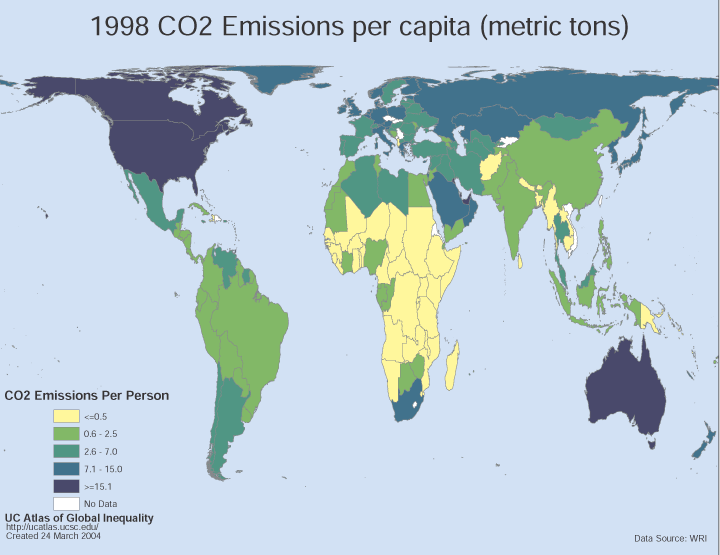 1998 CO2 Emissions per capita (metric tons)
CO2 Emissions Per Person
<=0.5
0.6 - 2.5
2.6 - 7.0
7.1 - 15.0
>=15.1
No Data
UC Atlas of Global Inequality
http://ucatlas.ucsc.edu/
Created 24 March 2004
Data Source: WRI